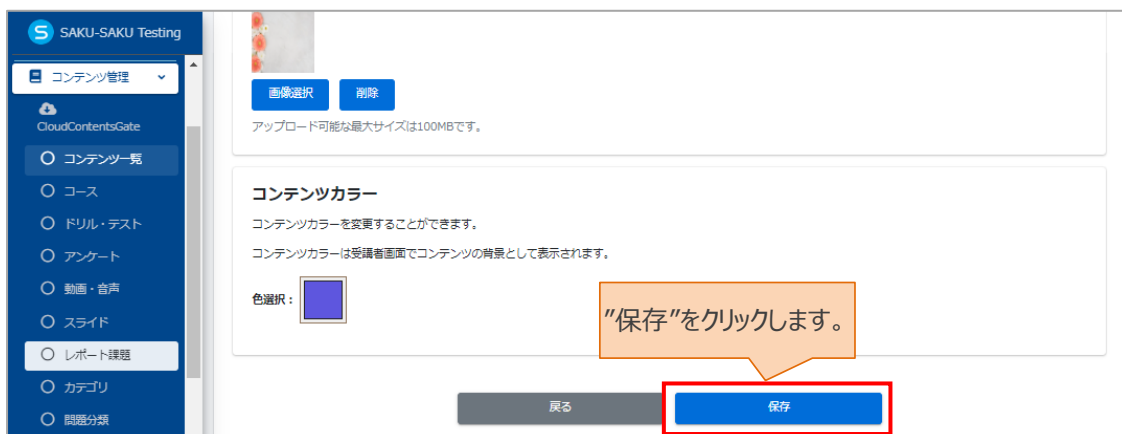 SAKU-SAKU Testing
コンテンツ管理
CloudContentsGate
コンテンツ一覧
コース
ドリル・テスト
アンケート
動画・音声
スライド
レポート課題
カテゴリ
問題分類
画像選択
削除
アップロード可能な最大サイズは100MBです。
コンテンツカラー
コンテンツカラーを変更することができます。
コンテンツカラーは受講者画面でコンテンツの背景として表示されます。
色選択：
"保存"をクリックします。
戻る
保存